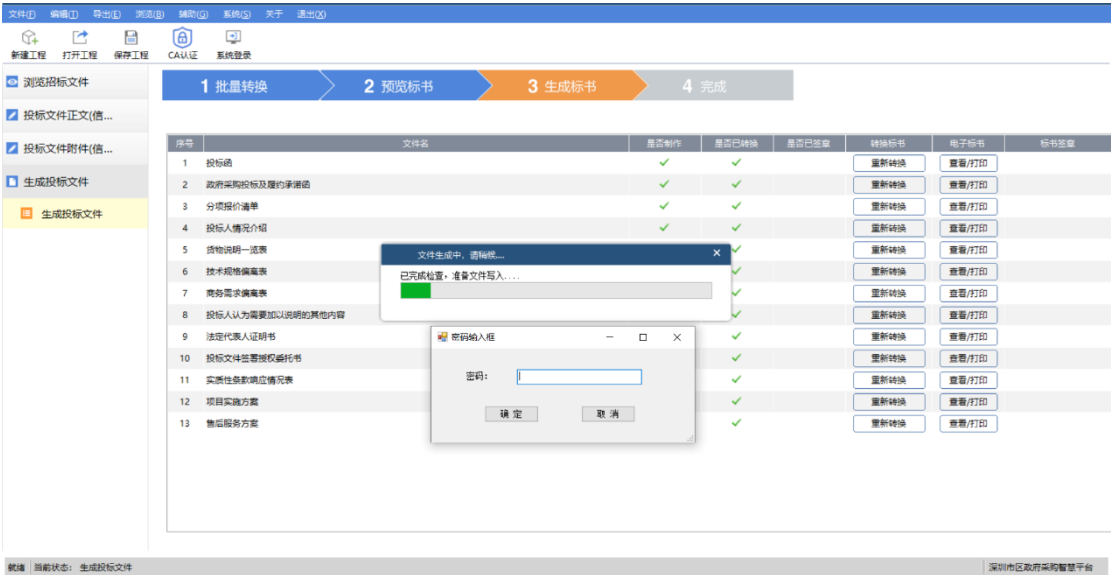 文件(F) 编辑(T) 导出(E) 浏览(B) 辅助(G) 系统(S) 关于 退出(X)
新建工程 打开工程 保存工程 CA认证 系统登录
浏览招标文件
投标文件正文(信...
投标文件附件(信...
生成投标文件
生成投标文件
1 批量转换 2 预览标书 3 生成标书 4 完成
序号 文件名 是否制作 是否已转换 是否已签章 转换标书 电子标书 标书签章
1 投标函 重新转换 查看/打印
2 政府采购投标及履约承诺函 重新转换 查看/打印
3 分项报价清单 重新转换 查看/打印
4 投标人情况介绍 重新转换 查看/打印
5 货物说明一览表 重新转换 查看/打印
6 技术规格偏离表 重新转换 查看/打印
7 商务需求偏离表 重新转换 查看/打印
8 投标人认为需要加以说明的其他内容 重新转换 查看/打印
9 法定代表人证明书 重新转换 查看/打印
10 投标文件签署授权委托书 重新转换 查看/打印
11 实质性条款响应情况表 重新转换 查看/打印
12 项目实施方案 重新转换 查看/打印
13 售后服务方案 重新转换 查看/打印
文件生成中，请稍候....
已完成检查，准备文件写入....
密码输入框
密码:
确 定 取 消
就绪 当前状态: 生成投标文件 深圳市区政府采购智慧平台